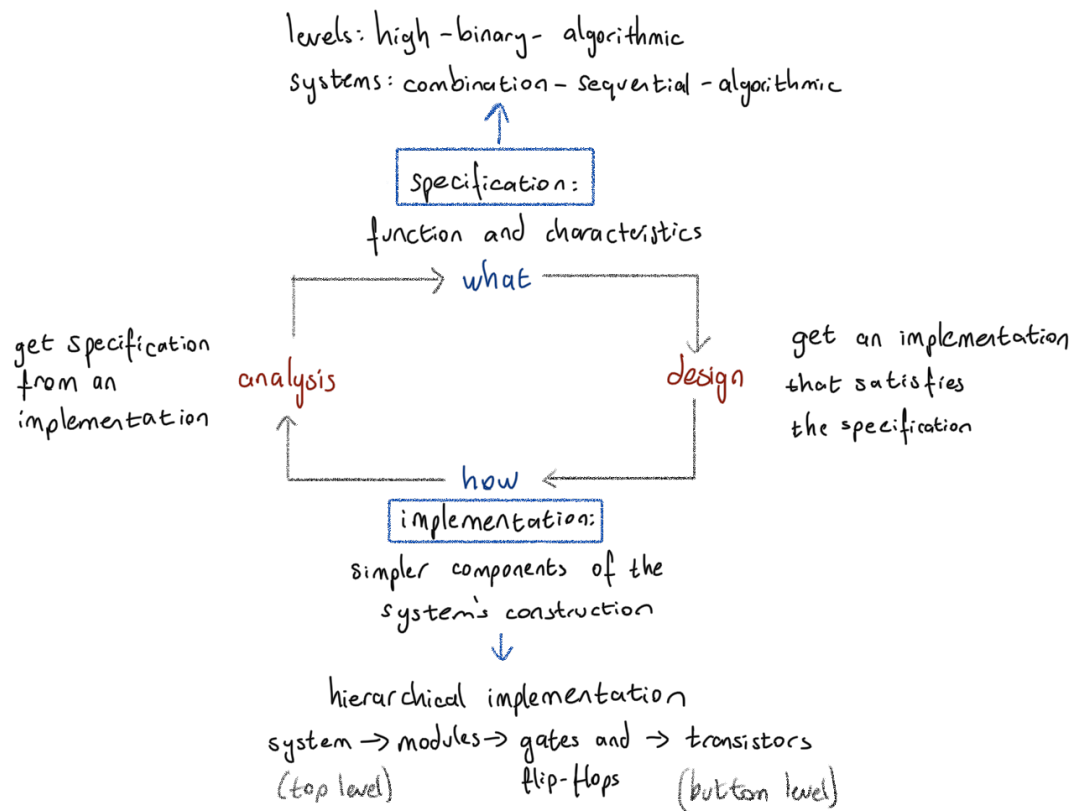 levels: high - binary - algorithmic
systems: combination - sequential - algorithmic
specification:
function and characteristics
what
get specification
from an
implementation
analysis
design
get an implementation
that satisfies
the specification
how
implementation:
simpler components of the
system's construction
hierarchical implementation
system → modules → gates and → transistors
flip-flops
(top level)
(buttom level)